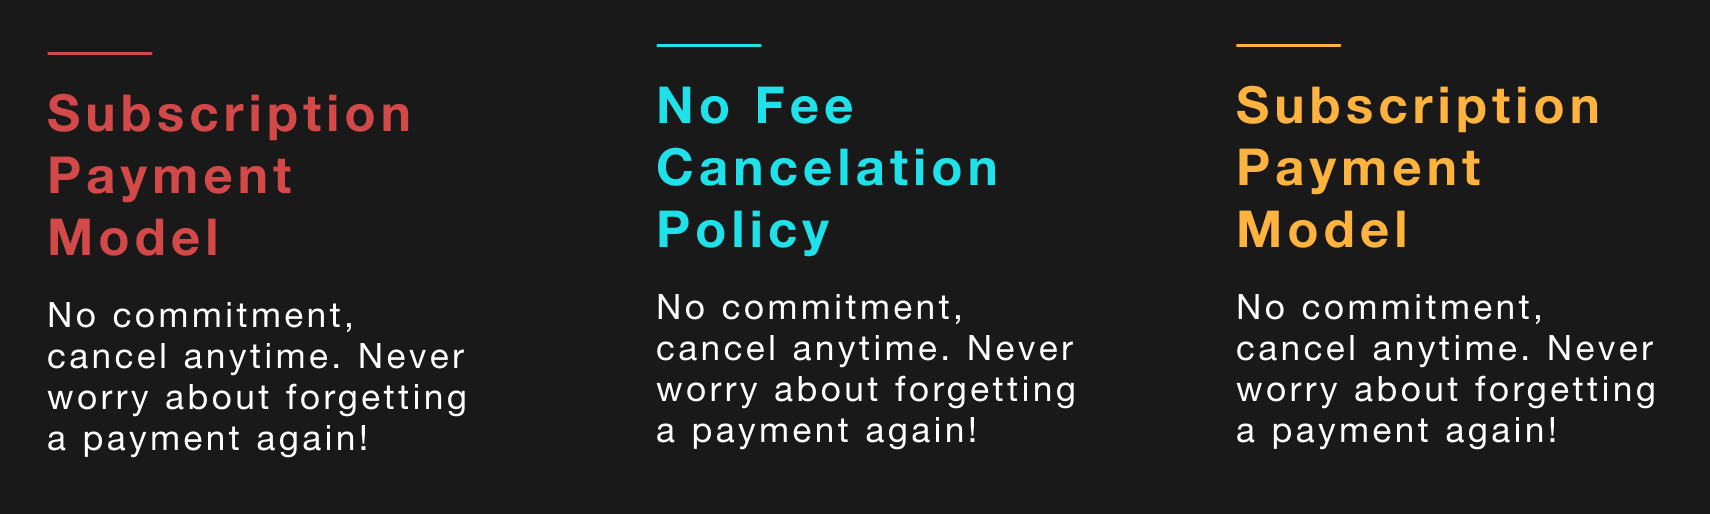 Subscription
Payment
Model
No commitment,
cancel anytime. Never
worry about forgetting
a payment again!
No Fee
Cancelation
Policy
No commitment,
cancel anytime. Never
worry about forgetting
a payment again!
Subscription
Payment
Model
No commitment,
cancel anytime. Never
worry about forgetting
a payment again!